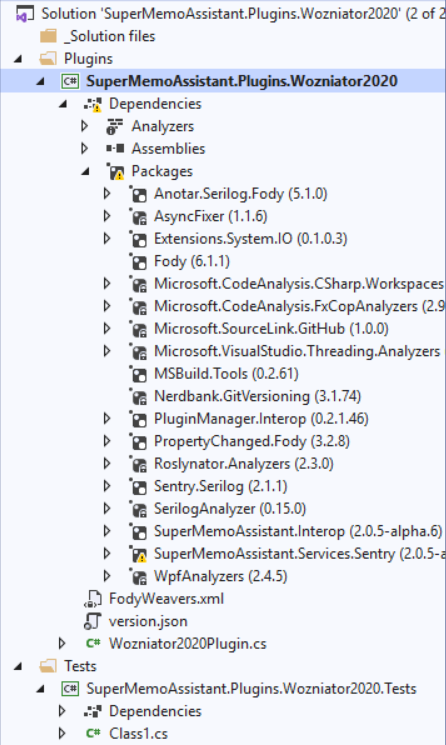 Solution 'SuperMemoAssistant.Plugins.Wozniator2020' (2 of 2
_Solution files
Plugins
C# SuperMemoAssistant.Plugins.Wozniator2020
Dependencies
Analyzers
Assemblies
Packages
Anotar.Serilog.Fody (5.1.0)
AsyncFixer (1.1.6)
Extensions.System.IO (0.1.0.3)
Fody (6.1.1)
Microsoft.CodeAnalysis.CSharp.Workspaces
Microsoft.CodeAnalysis.FxCopAnalyzers (2.9
Microsoft.SourceLink.GitHub (1.0.0)
Microsoft.VisualStudio.Threading.Analyzers
MSBuild.Tools (0.2.61)
Nerdbank.GitVersioning (3.1.74)
PluginManager.Interop (0.2.1.46)
PropertyChanged.Fody (3.2.8)
Roslynator.Analyzers (2.3.0)
Sentry.Serilog (2.1.1)
SerilogAnalyzer (0.15.0)
SuperMemoAssistant.Interop (2.0.5-alpha.6)
SuperMemoAssistant.Services.Sentry (2.0.5-a
WpfAnalyzers (2.4.5)
FodyWeavers.xml
version.json
C# Wozniator2020Plugin.cs
Tests
C# SuperMemoAssistant.Plugins.Wozniator2020.Tests
Dependencies
C# Class1.cs